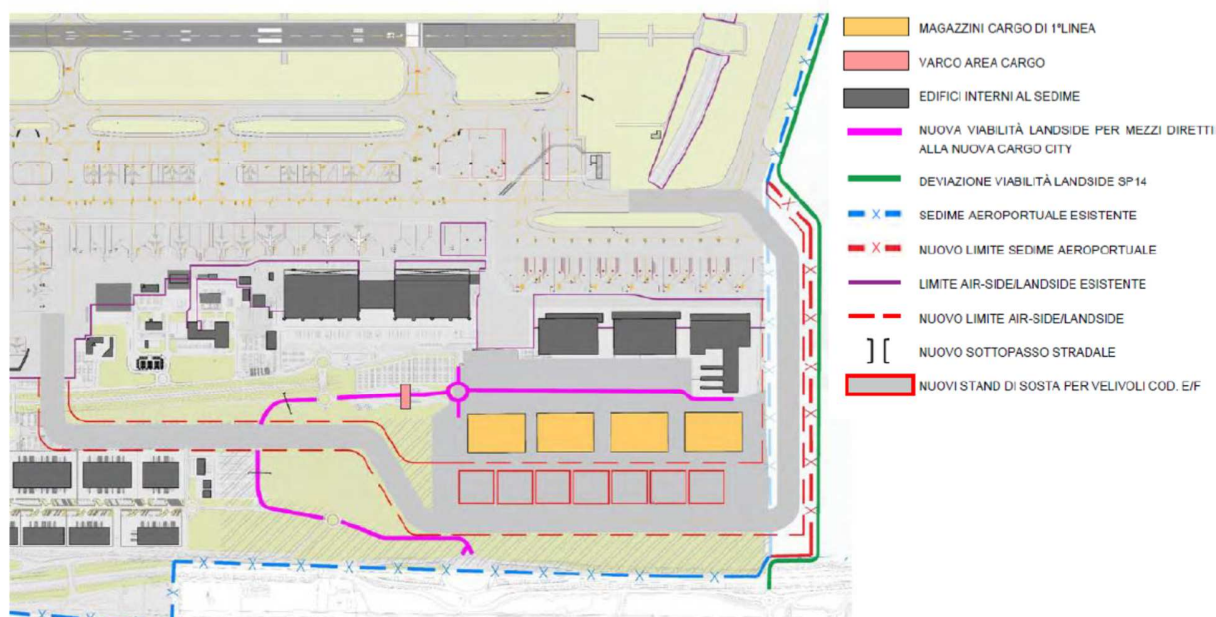 MAGAZZINI CARGO DI 1ªLINEA
VARCO AREA CARGO
EDIFICI INTERNI AL SEDIME
NUOVA VIABILITÀ LANDSIDE PER MEZZI DIRETTI
ALLA NUOVA CARGO CITY
DEVIAZIONE VIABILITÀ LANDSIDE SP14
SEDIME AEROPORTUALE ESISTENTE
NUOVO LIMITE SEDIME AEROPORTUALE
LIMITE AIR-SIDE/LANDSIDE ESISTENTE
NUOVO LIMITE AIR-SIDE/LANDSIDE
NUOVO SOTTOPASSO STRADALE
NUOVI STAND DI SOSTA PER VELIVOLI COD. E/F